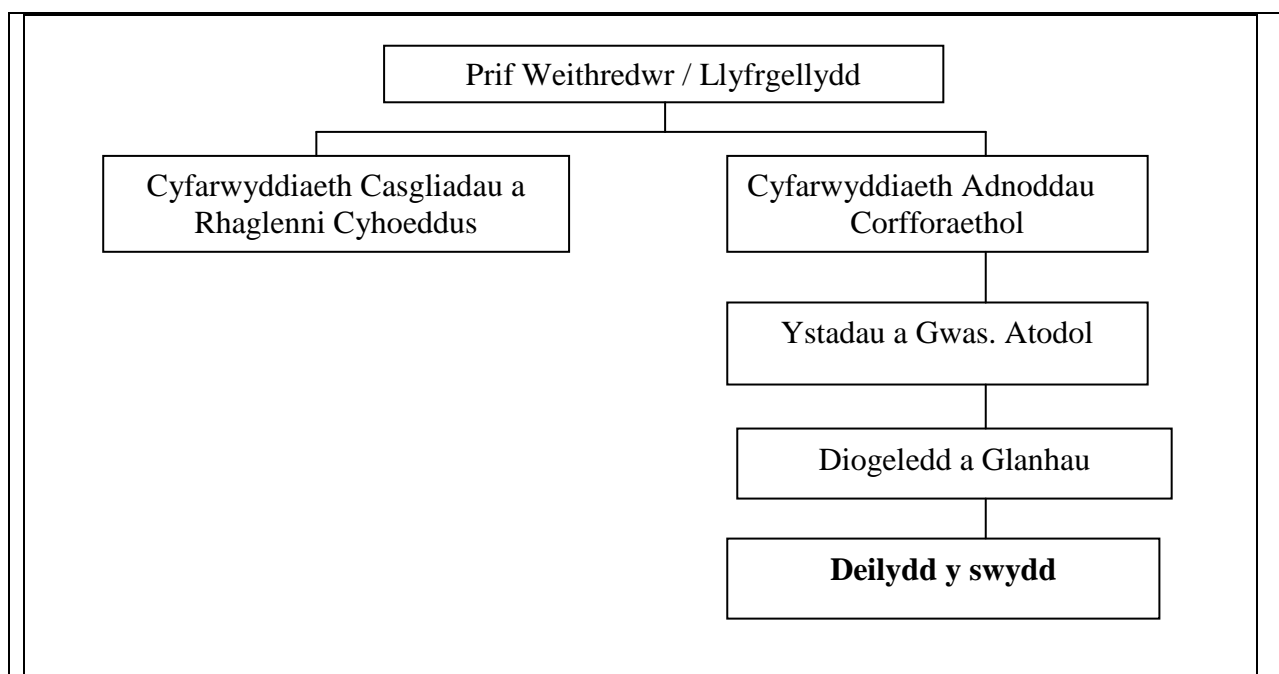 Prif Weithredwr / Llyfrgellydd
Cyfarwyddiaeth Casgliadau a
Rhaglenni Cyhoeddus
Cyfarwyddiaeth Adnoddau
Corfforaethol
Ystadau a Gwas. Atodol
Diogeledd a Glanhau
Deilydd y swydd